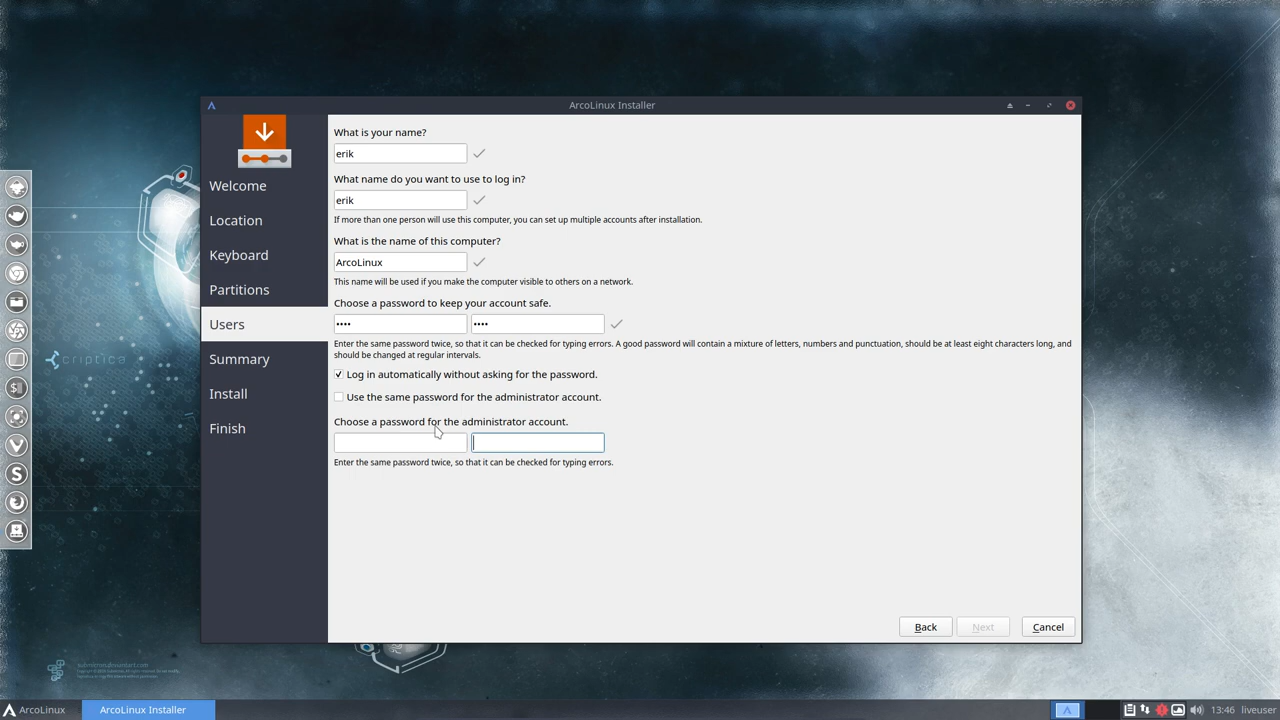 ArcoLinux Installer
What is your name?
erik
What name do you want to use to log in?
erik
If more than one person will use this computer, you can set up multiple accounts after installation.
What is the name of this computer?
ArcoLinux
This name will be used if you make the computer visible to others on a network.
Choose a password to keep your account safe.
•••• ••••
Enter the same password twice, so that it can be checked for typing errors. A good password will contain a mixture of letters, numbers and punctuation, should be at least eight characters long, and
should be changed at regular intervals.
Log in automatically without asking for the password.
Use the same password for the administrator account.
Choose a password for the administrator account.
Enter the same password twice, so that it can be checked for typing errors.
Welcome
Location
Keyboard
Partitions
Users
Summary
Install
Finish
Back Next Cancel
criptica
ArcoLinux ArcoLinux Installer 13:46 liveuser